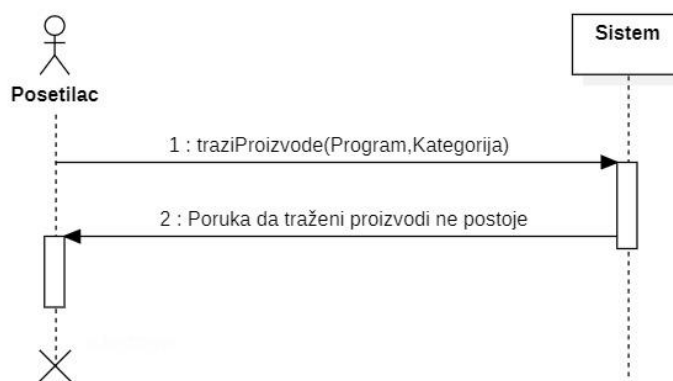 Sistem
Posetilac
1 : traziProizvode(Program,Kategorija)
2 : Poruka da traženi proizvodi ne postoje